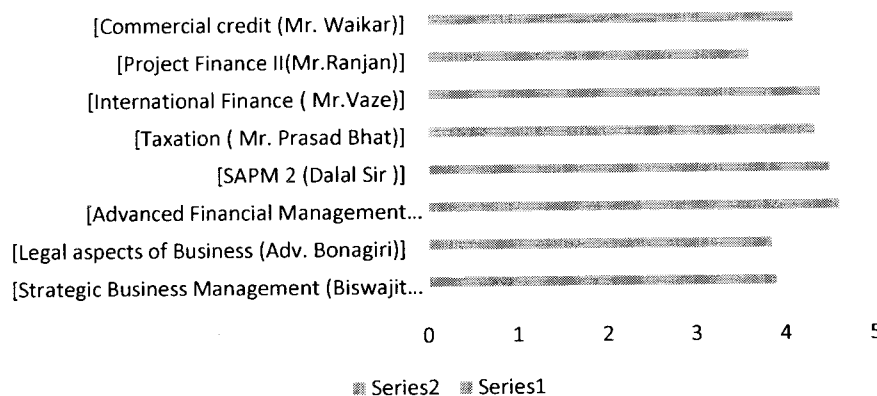 [Commercial credit (Mr. Waikar)]
[Project Finance II(Mr.Ranjan)]
[International Finance ( Mr.Vaze)]
[Taxation ( Mr. Prasad Bhat)]
[SAPM 2 (Dalal Sir )]
[Advanced Financial Management...
[Legal aspects of Business (Adv. Bonagiri)]
[Strategic Business Management (Biswajit...
0 1 2 3 4 5
Series2 Series1